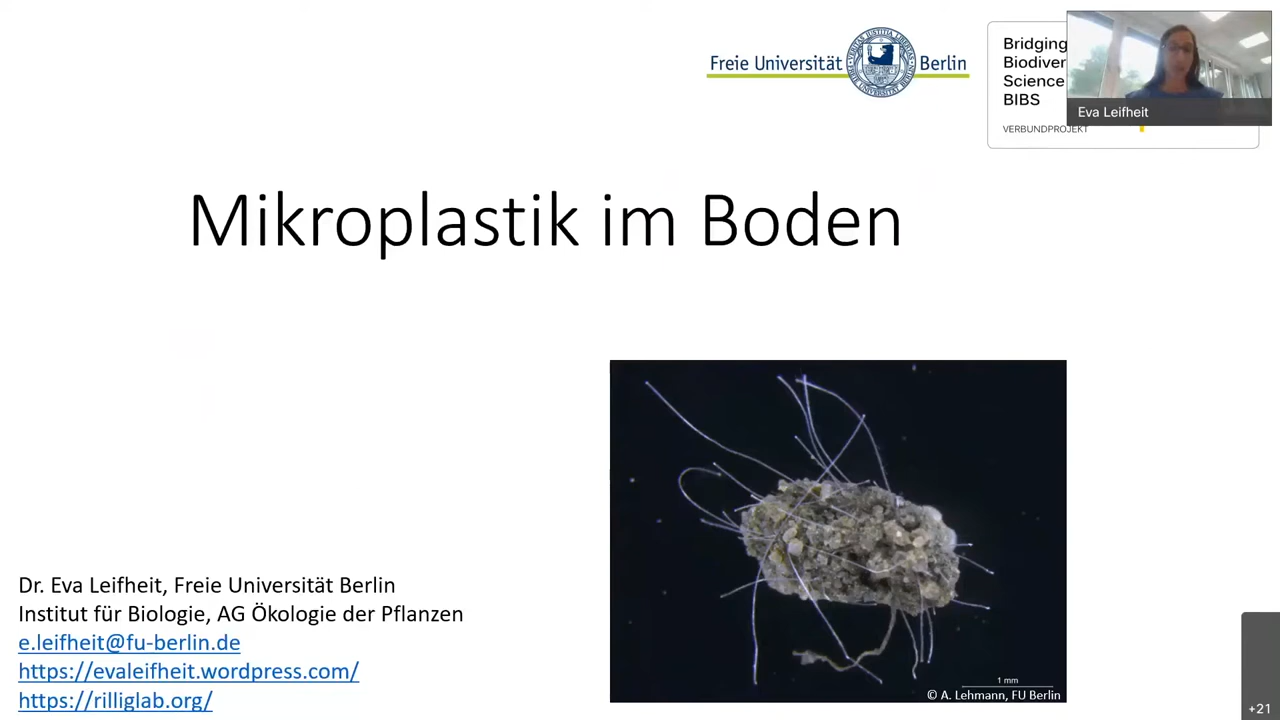 Freie Universität Berlin
Bridging
Biodiver
Science
BIBS
VERBUNDPROJEKT
Eva Leifheit
Mikroplastik im Boden
Dr. Eva Leifheit, Freie Universität Berlin
Institut für Biologie, AG Ökologie der Pflanzen
e.leifheit@fu-berlin.de
https://evaleifheit.wordpress.com/
https://rilliglab.org/
1 mm
© A. Lehmann, FU Berlin
+21